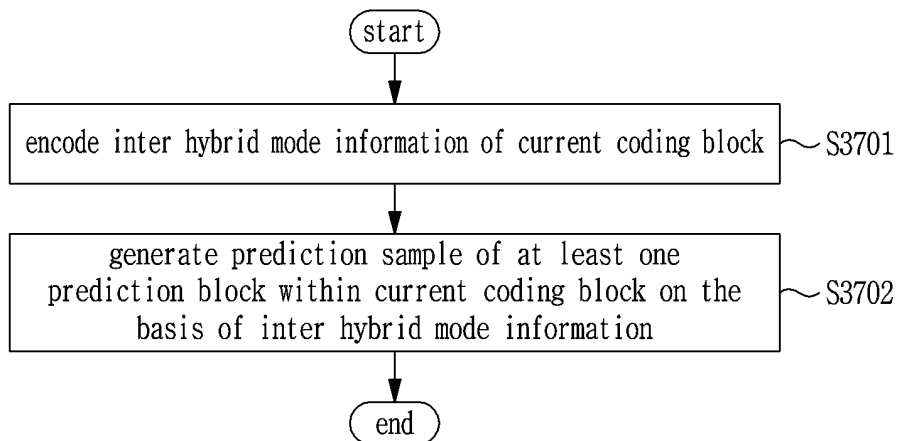 start
encode inter hybrid mode information of current coding block
S3701
generate prediction sample of at least one
prediction block within current coding block on the
basis of inter hybrid mode information
S3702
end